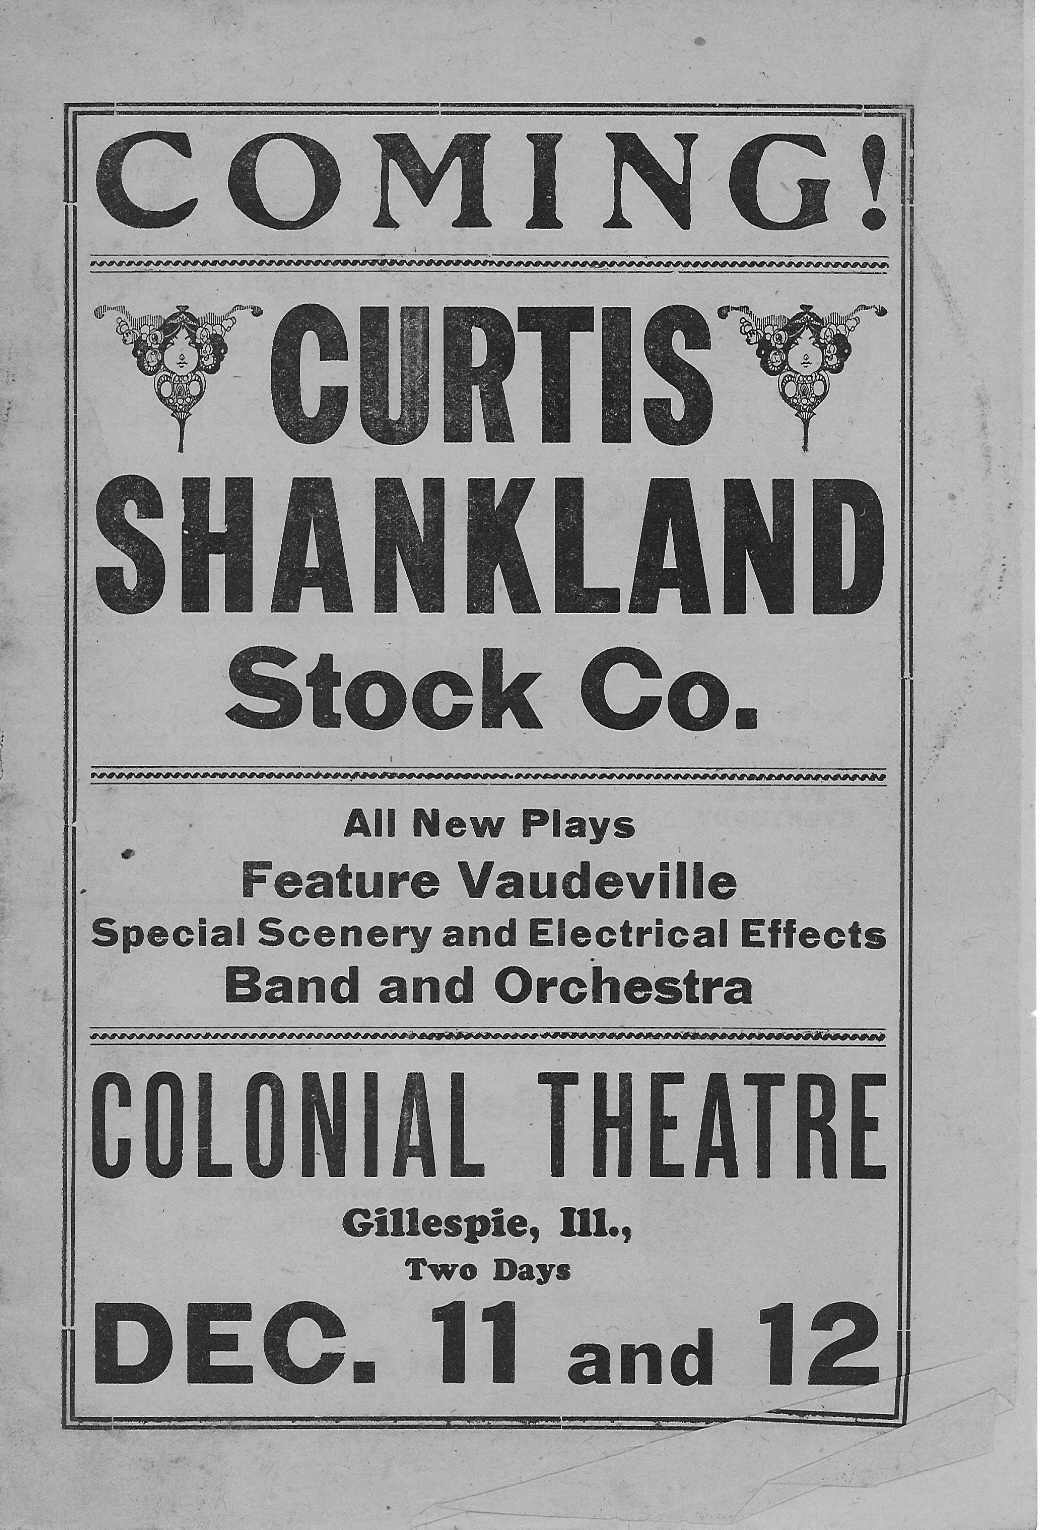 COMING!
CURTIS
SHANKLAND
Stock Co.
All New Plays
Feature Vaudeville
Special Scenery and Electrical Effects
Band and Orchestra
COLONIAL THEATRE
Gillespie, Ill.,
Two Days
DEC. 11 and 12